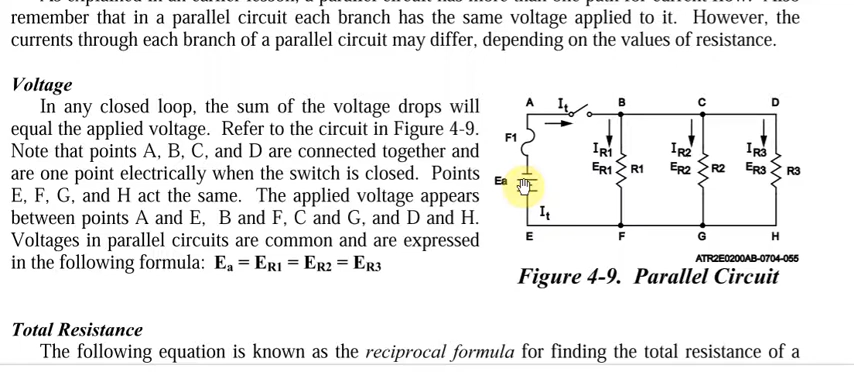 remember that in a parallel circuit each branch has the same voltage applied to it. However, the
currents through each branch of a parallel circuit may differ, depending on the values of resistance.
Voltage
In any closed loop, the sum of the voltage drops will
equal the applied voltage. Refer to the circuit in Figure 4-9.
Note that points A, B, C, and D are connected together and
are one point electrically when the switch is closed. Points
E, F, G, and H act the same. The applied voltage appears
between points A and E, B and F, C and G, and D and H.
Voltages in parallel circuits are common and are expressed
in the following formula: Ea = ER1 = ER2 = ER3
A It B C D
F1
IR1 IR2 IR3
Ea ER1 R1 ER2 R2 ER3 R3
It
E F G H
ATR2E0200AB-0704-055
Figure 4-9. Parallel Circuit
Total Resistance
The following equation is known as the reciprocal formula for finding the total resistance of a